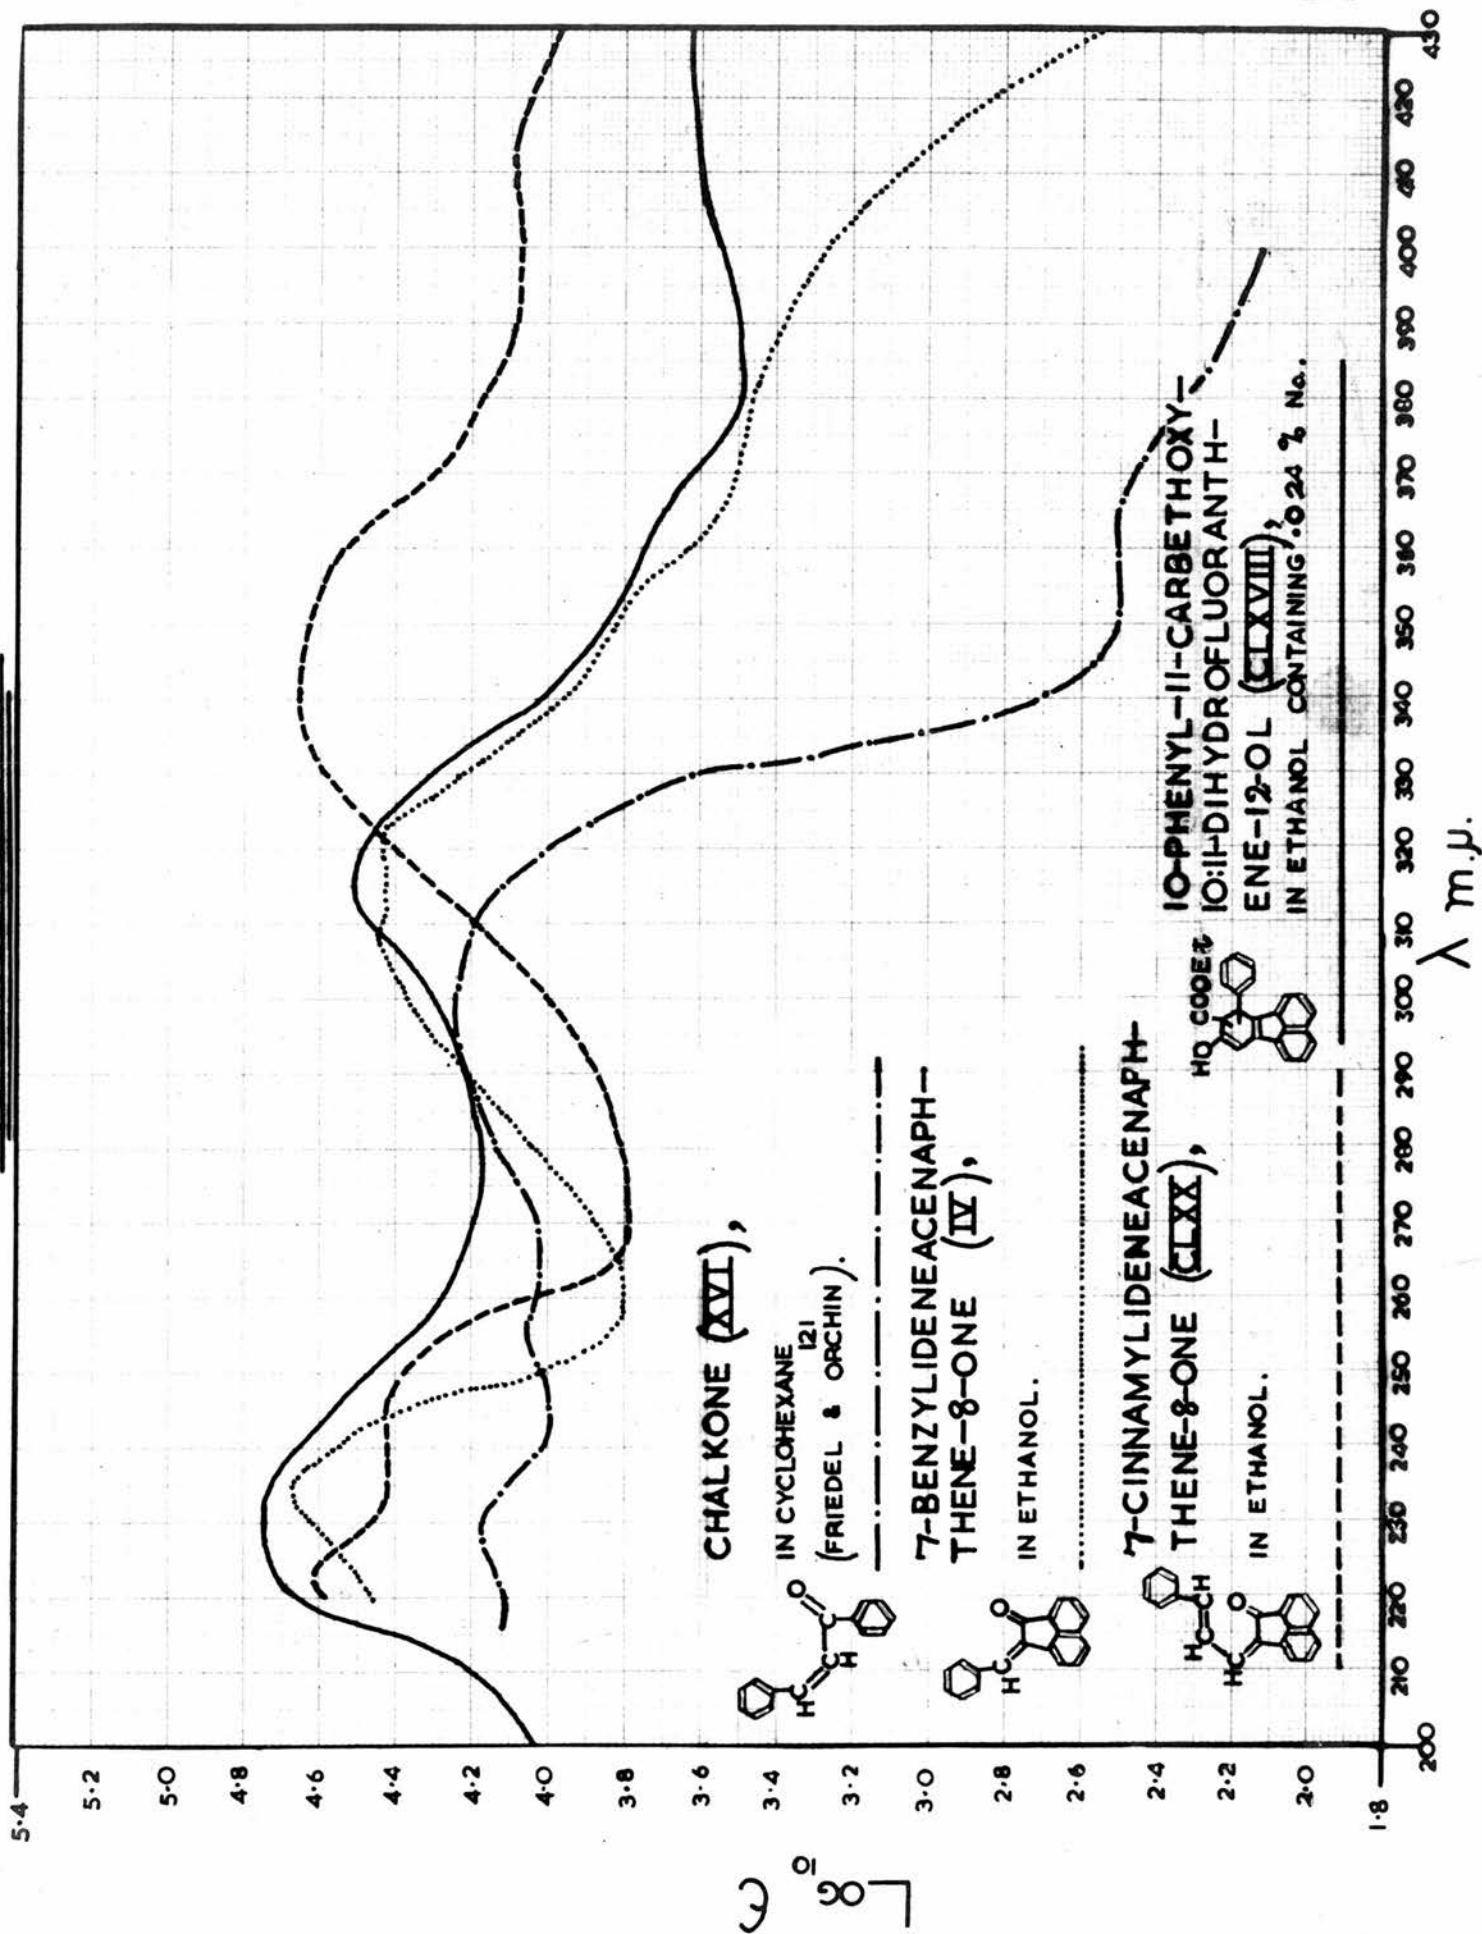 5.4
5.2
5.0
4.8
4.6
4.4
4.2
4.0
3.8
3.6
3.4
3.2
3.0
2.8
2.6
2.4
2.2
2.0
1.8
LOG10 ε
200
210
220
230
240
250
260
270
280
290
300
310
320
330
340
350
360
370
380
390
400
410
420
430
λ m.μ.
CHALKONE (XVI),
IN CYCLOHEXANE
(FRIEDEL & ORCHIN)121.
H
C
C
H
C
O
7-BENZYLIDENEACENAPH-
THENE-8-ONE (IV),
IN ETHANOL.
H
C
O
7-CINNAMYLIDENEACENAPH-
THENE-8-ONE (CLXX),
IN ETHANOL.
H
C
CH
HC
O
10-PHENYL-11-CARBETHOXY-
10:11-DIHYDROFLUORANTH-
ENE-12-OL (CLXVIII),
IN ETHANOL CONTAINING .024 % Na.
HO COOEt